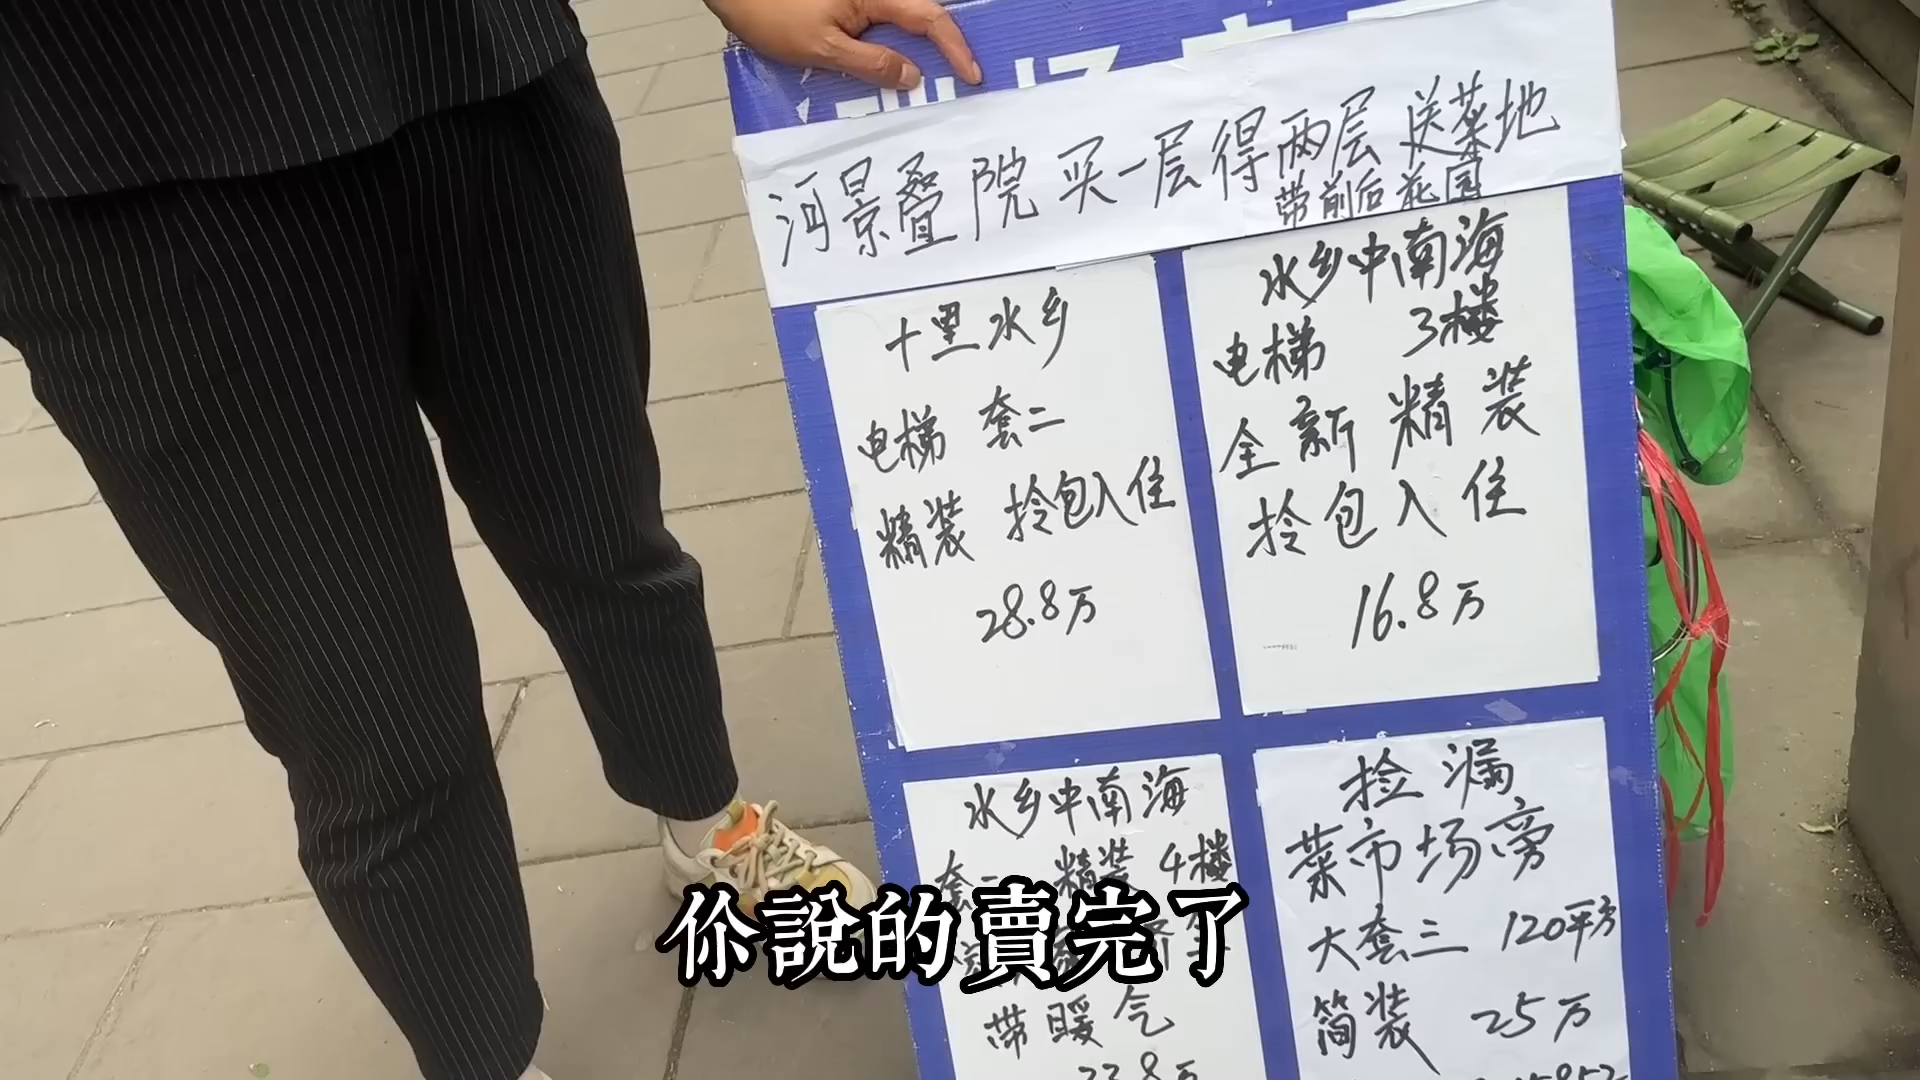 河景叠院 买一层得两层 送菜地
带前后花园
十里水乡
电梯 套二
精装 拎包入住
28.8万
水乡中南海
电梯 3楼
全新精装
拎包入住
16.8万
水乡中南海
套二 精装 4楼
带暖气
捡漏
菜市场旁
大套三 120平方
简装 25万
你說的賣完了